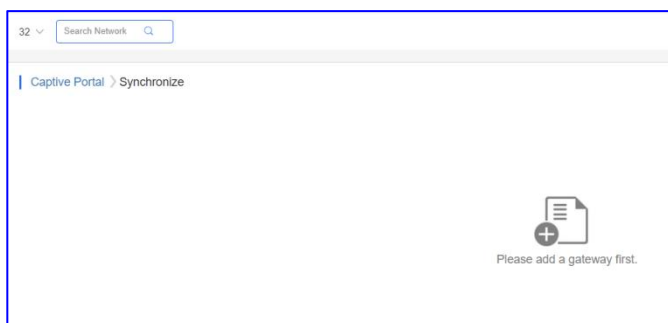 32 Search Network
Captive Portal > Synchronize
Please add a gateway first.